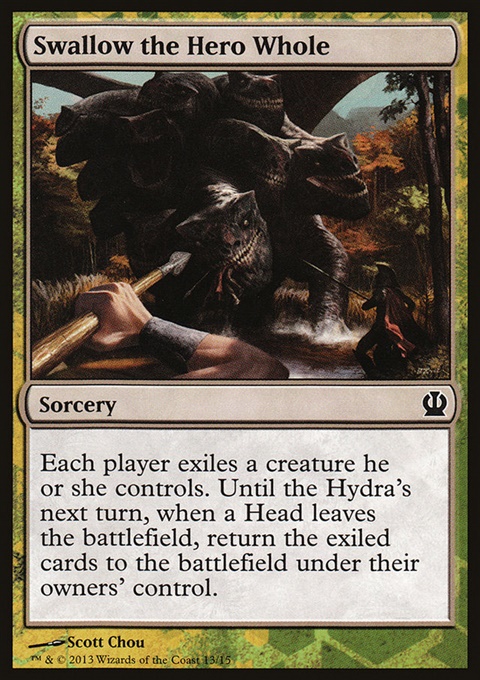 Swallow the Hero Whole
Sorcery
Each player exiles a creature he
or she controls. Until the Hydra's
next turn, when a Head leaves
the battlefield, return the exiled
cards to the battlefield under their
owners' control.
Scott Chou
™ & © 2013 Wizards of the Coast 13/15